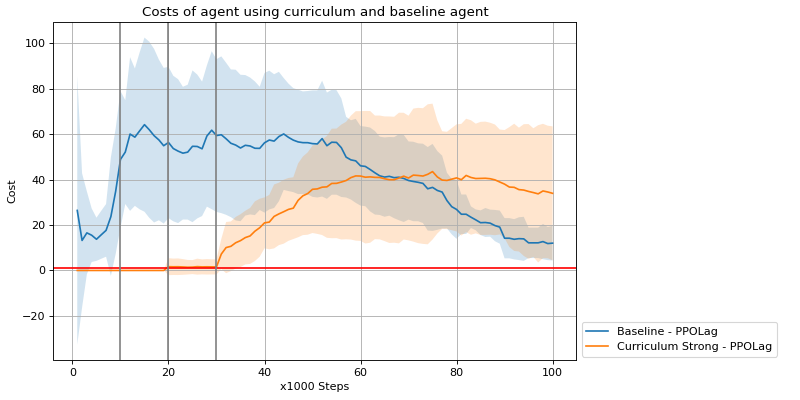 Costs of agent using curriculum and baseline agent
100
80
60
40
20
0
−20
Cost
0 20 40 60 80 100
x1000 Steps
Baseline - PPOLag
Curriculum Strong - PPOLag